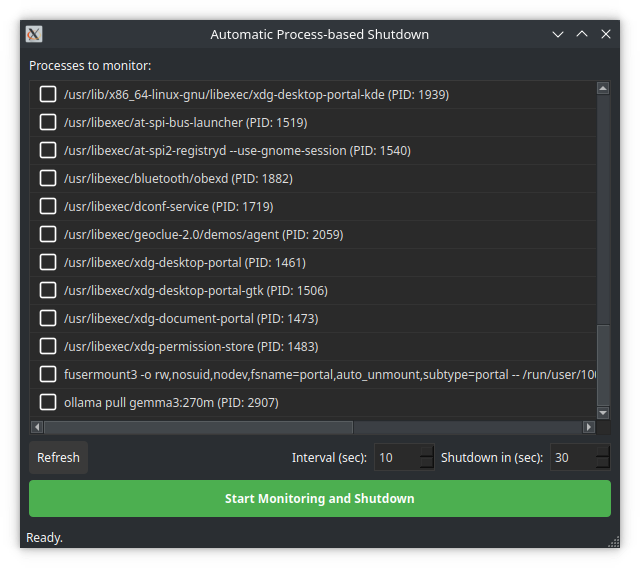 Automatic Process-based Shutdown
Processes to monitor:
/usr/lib/x86_64-linux-gnu/libexec/xdg-desktop-portal-kde (PID: 1939)
/usr/libexec/at-spi-bus-launcher (PID: 1519)
/usr/libexec/at-spi2-registryd --use-gnome-session (PID: 1540)
/usr/libexec/bluetooth/obexd (PID: 1882)
/usr/libexec/dconf-service (PID: 1719)
/usr/libexec/geoclue-2.0/demos/agent (PID: 2059)
/usr/libexec/xdg-desktop-portal (PID: 1461)
/usr/libexec/xdg-desktop-portal-gtk (PID: 1506)
/usr/libexec/xdg-document-portal (PID: 1473)
/usr/libexec/xdg-permission-store (PID: 1483)
fusermount3 -o rw,nosuid,nodev,fsname=portal,auto_unmount,subtype=portal -- /run/user/100
ollama pull gemma3:270m (PID: 2907)
Refresh Interval (sec): 10 Shutdown in (sec): 30
Start Monitoring and Shutdown
Ready.